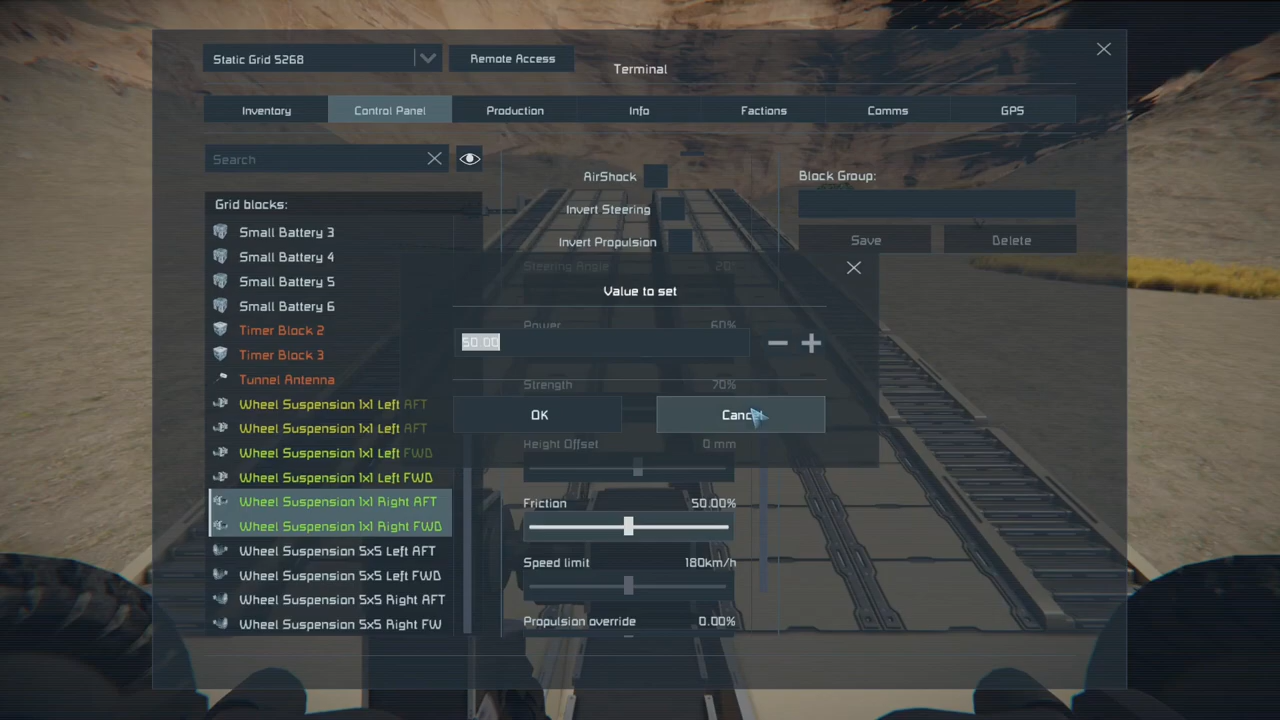 Static Grid 5268
Remote Access
Terminal
Inventory
Control Panel
Production
Info
Factions
Comms
GPS
Search
Grid blocks:
Small Battery 3
Small Battery 4
Small Battery 5
Small Battery 6
Timer Block 2
Timer Block 3
Tunnel Antenna
Wheel Suspension 1x1 Left AFT
Wheel Suspension 1x1 Left AFT
Wheel Suspension 1x1 Left FWD
Wheel Suspension 1x1 Left FWD
Wheel Suspension 1x1 Right AFT
Wheel Suspension 1x1 Right FWD
Wheel Suspension 5x5 Left AFT
Wheel Suspension 5x5 Left FWD
Wheel Suspension 5x5 Right AFT
Wheel Suspension 5x5 Right FW
AirShock
Invert Steering
Invert Propulsion
Steering Angle 20°
Value to set
Power 60%
50.00
Strength 70%
OK
Cancel
Height Offset 0 mm
Friction 50.00%
Speed limit 180km/h
Propulsion override 0.00%
Block Group:
Save
Delete